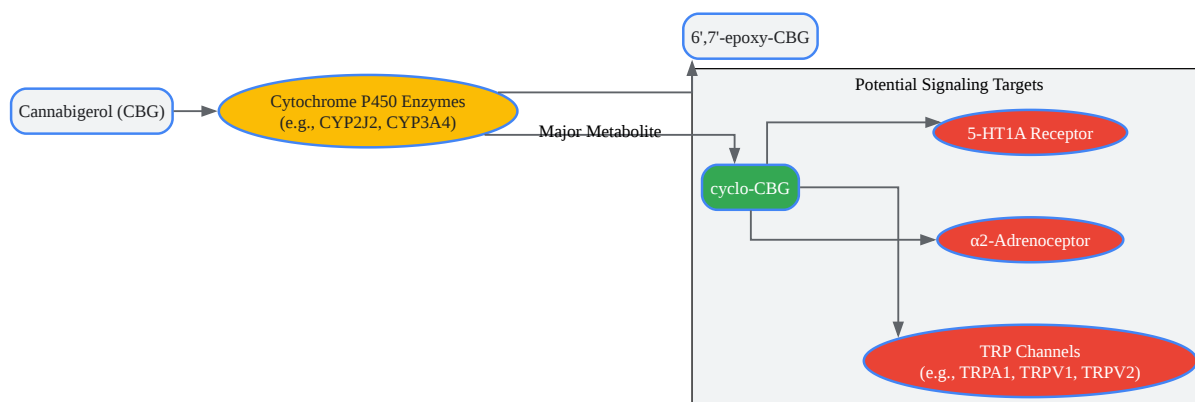 6',7'-epoxy-CBG
Potential Signaling Targets
Cannabigerol (CBG)
Cytochrome P450 Enzymes
(e.g., CYP2J2, CYP3A4)
Major Metabolite
5-HT1A Receptor
cyclo-CBG
α2-Adrenoceptor
TRP Channels
(e.g., TRPA1, TRPV1, TRPV2)